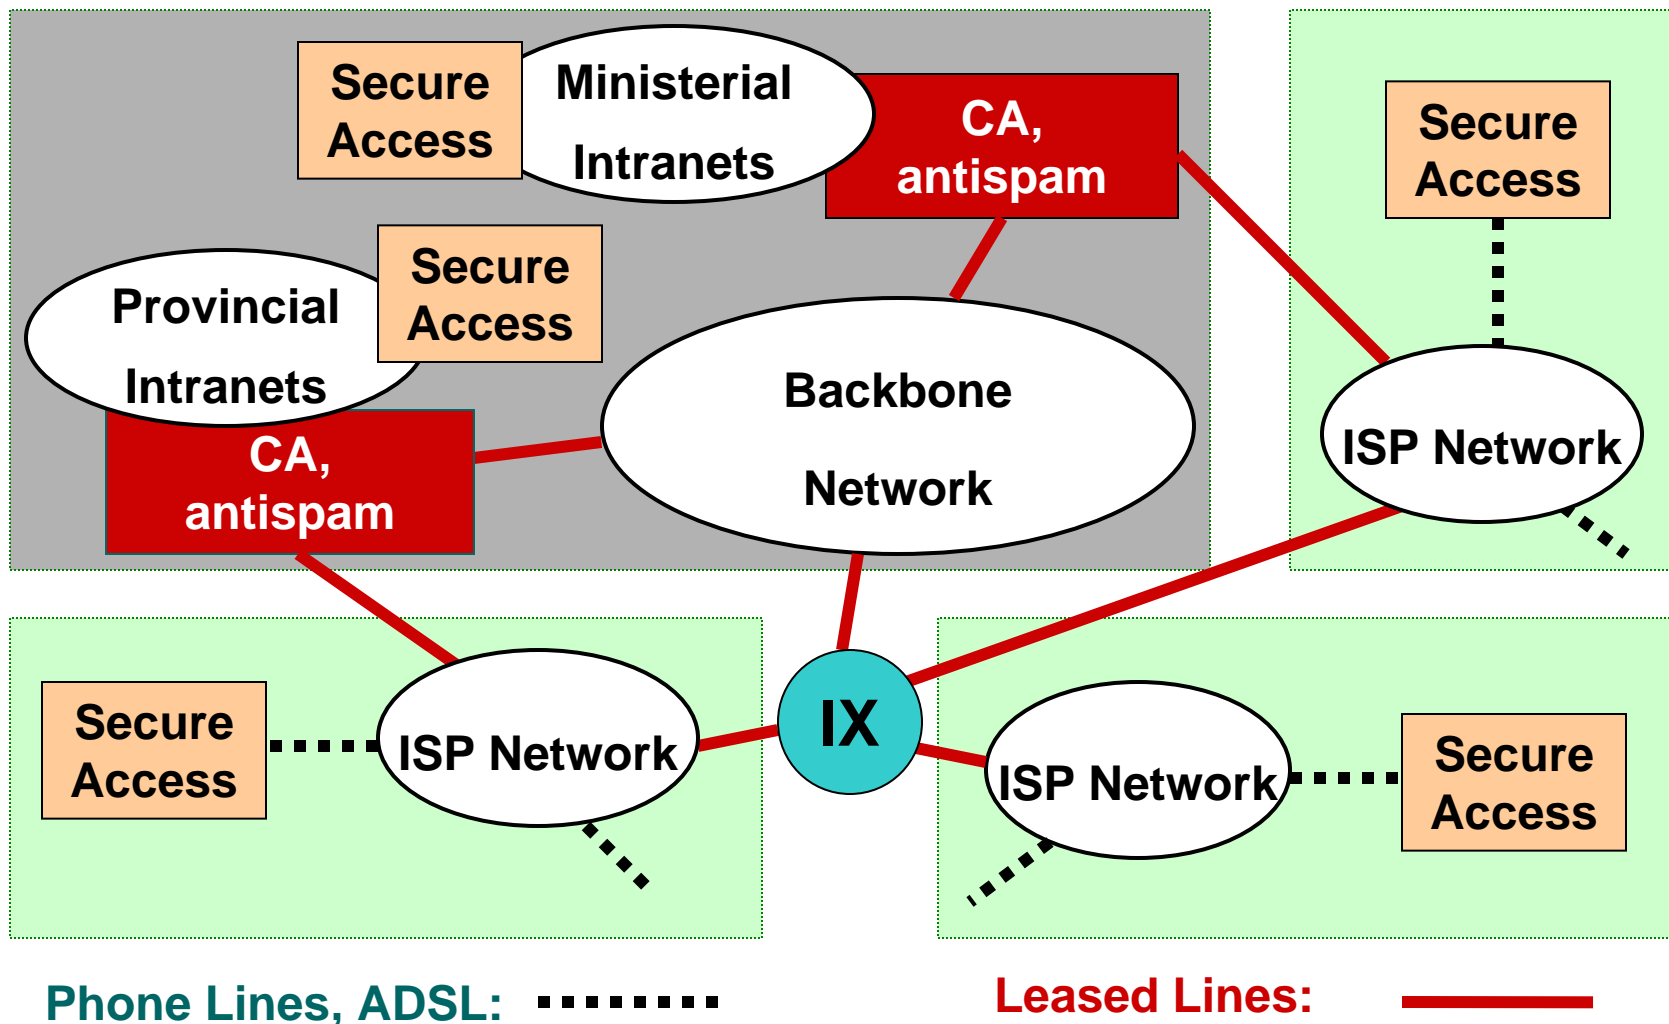 Secure
Access
Ministerial
Intranets
CA,
antispam
Secure
Access
Provincial
Intranets
Secure
Access
CA,
antispam
Backbone
Network
ISP Network
Secure
Access
ISP Network
IX
ISP Network
Secure
Access
Phone Lines, ADSL:
Leased Lines: